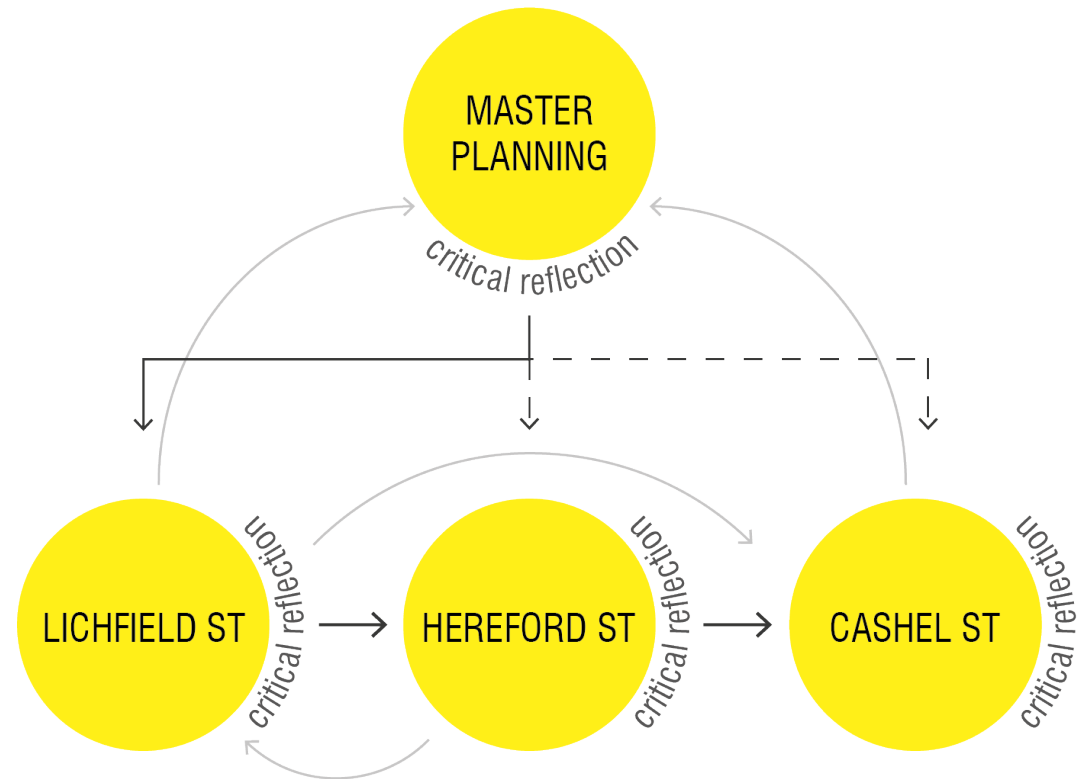 MASTER
PLANNING
critical reflection
LICHFIELD ST
critical reflection
HEREFORD ST
critical reflection
CASHEL ST
critical reflection